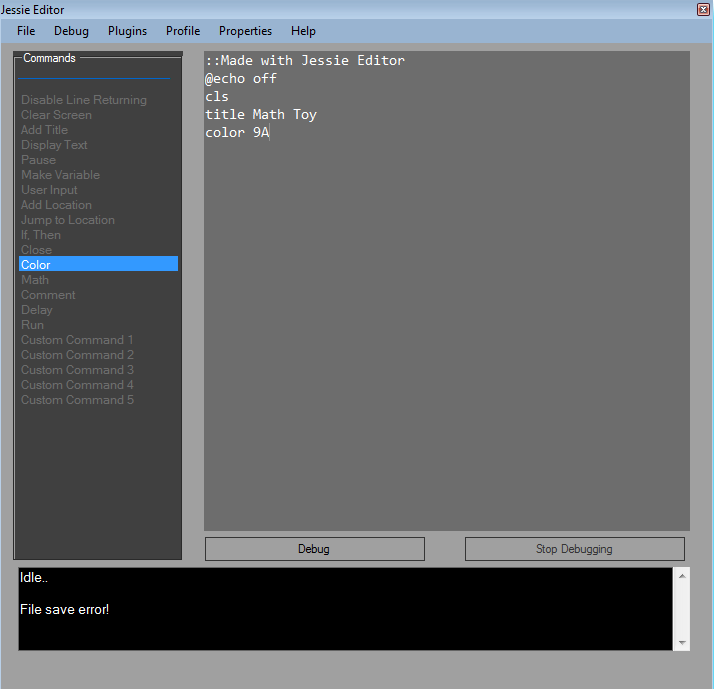 Jessie Editor
File Debug Plugins Profile Properties Help
Commands
Disable Line Returning
Clear Screen
Add Title
Display Text
Pause
Make Variable
User Input
Add Location
Jump to Location
If, Then
Close
Color
Math
Comment
Delay
Run
Custom Command 1
Custom Command 2
Custom Command 3
Custom Command 4
Custom Command 5
::Made with Jessie Editor
@echo off
cls
title Math Toy
color 9A
Debug
Stop Debugging
Idle..
File save error!